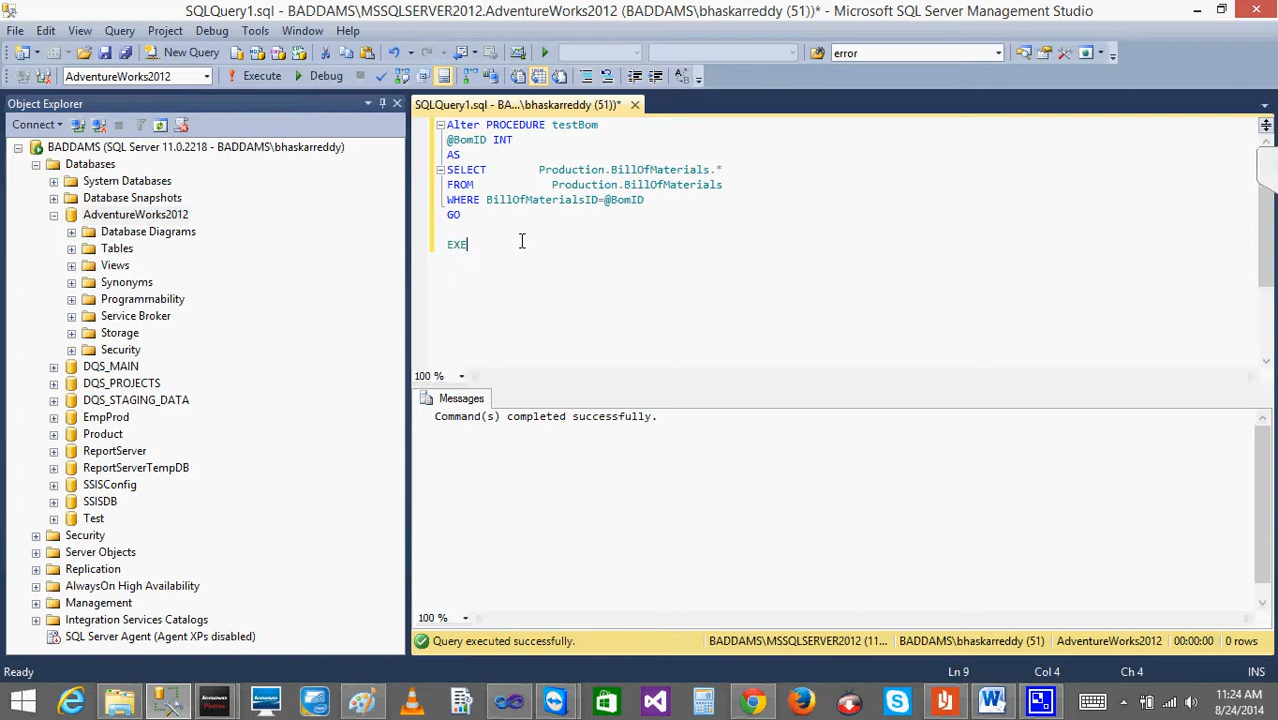 SQLQuery1.sql - BADDAMS\MSSQLSERVER2012.AdventureWorks2012 (BADDAMS\bhaskarreddy (51))* - Microsoft SQL Server Management Studio
File Edit View Query Project Debug Tools Window Help
New Query error
AdventureWorks2012 Execute Debug
Object Explorer
Connect
BADDAMS (SQL Server 11.0.2218 - BADDAMS\bhaskarreddy)
Databases
System Databases
Database Snapshots
AdventureWorks2012
Database Diagrams
Tables
Views
Synonyms
Programmability
Service Broker
Storage
Security
DQS_MAIN
DQS_PROJECTS
DQS_STAGING_DATA
EmpProd
Product
ReportServer
ReportServerTempDB
SSISConfig
SSISDB
Test
Security
Server Objects
Replication
AlwaysOn High Availability
Management
Integration Services Catalogs
SQL Server Agent (Agent XPs disabled)
SQLQuery1.sql - BA...\bhaskarreddy (51))*
Alter PROCEDURE testBom
@BomID INT
AS
SELECT Production.BillOfMaterials.*
FROM Production.BillOfMaterials
WHERE BillOfMaterialsID=@BomID
GO
EXE
100 %
Messages
Command(s) completed successfully.
100 %
Query executed successfully. BADDAMS\MSSQLSERVER2012 (11... BADDAMS\bhaskarreddy (51) AdventureWorks2012 00:00:00 0 rows
Ready Ln 9 Col 4 Ch 4 INS
11:24 AM
8/24/2014